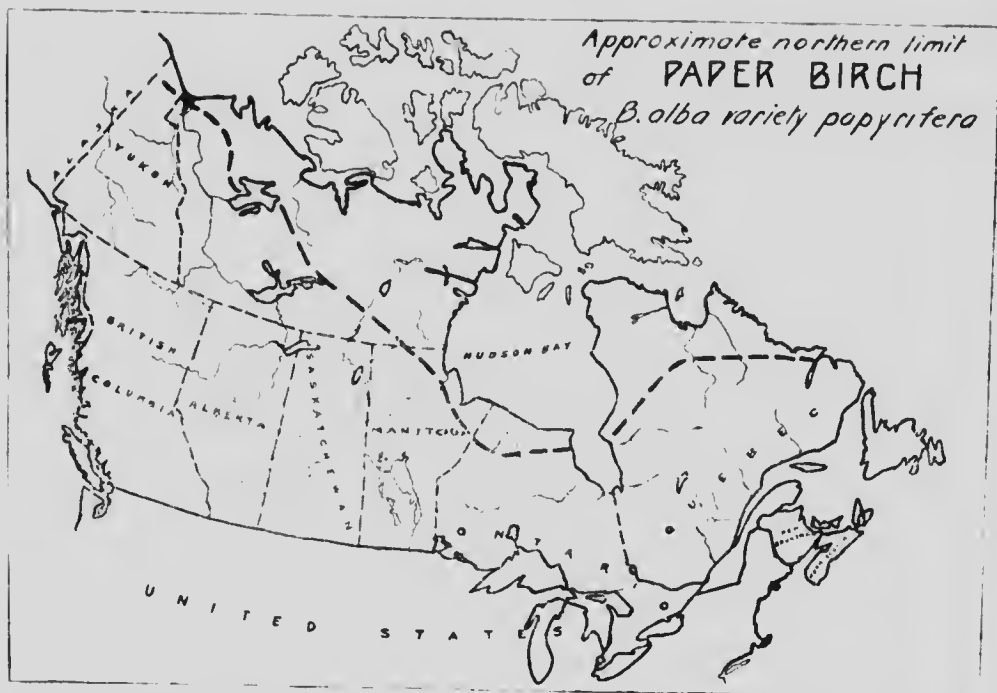 Approximate northern limit
of PAPER BIRCH
B. alba variety papyrifera
YUKON
BRITISH
COLUMBIA
ALBERTA
SASKATCHEWAN
MANITOBA
HUDSON BAY
QUEBEC
ONTARIO
UNITED STATES